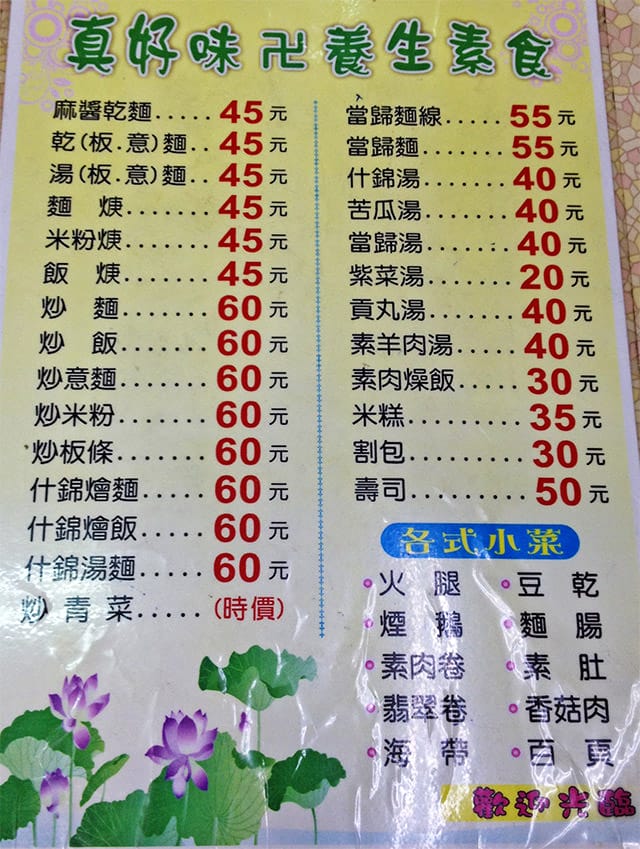 真好味卍養生素食
麻醬乾麵.....45元
乾(板.意)麵..45元
湯(板.意)麵..45元
麵 焿.......45元
米粉焿.......45元
飯 焿.......45元
炒 麵.......60元
炒 飯.......60元
炒意麵.......60元
炒米粉.......60元
炒板條.......60元
什錦燴麵.....60元
什錦燴飯.....60元
什錦湯麵.....60元
炒青菜.....(時價)
當歸麵線.....55元
當歸麵.......55元
什錦湯.......40元
苦瓜湯.......40元
當歸湯.......40元
紫菜湯.......20元
貢丸湯.......40元
素羊肉湯.....40元
素肉燥飯.....30元
米糕.........35元
割包.........30元
壽司.........50元
各式小菜
火 腿
煙 鵝
素肉卷
翡翠卷
海 帶
豆 乾
麵 腸
素 肚
香菇肉
百 頁
歡迎光臨